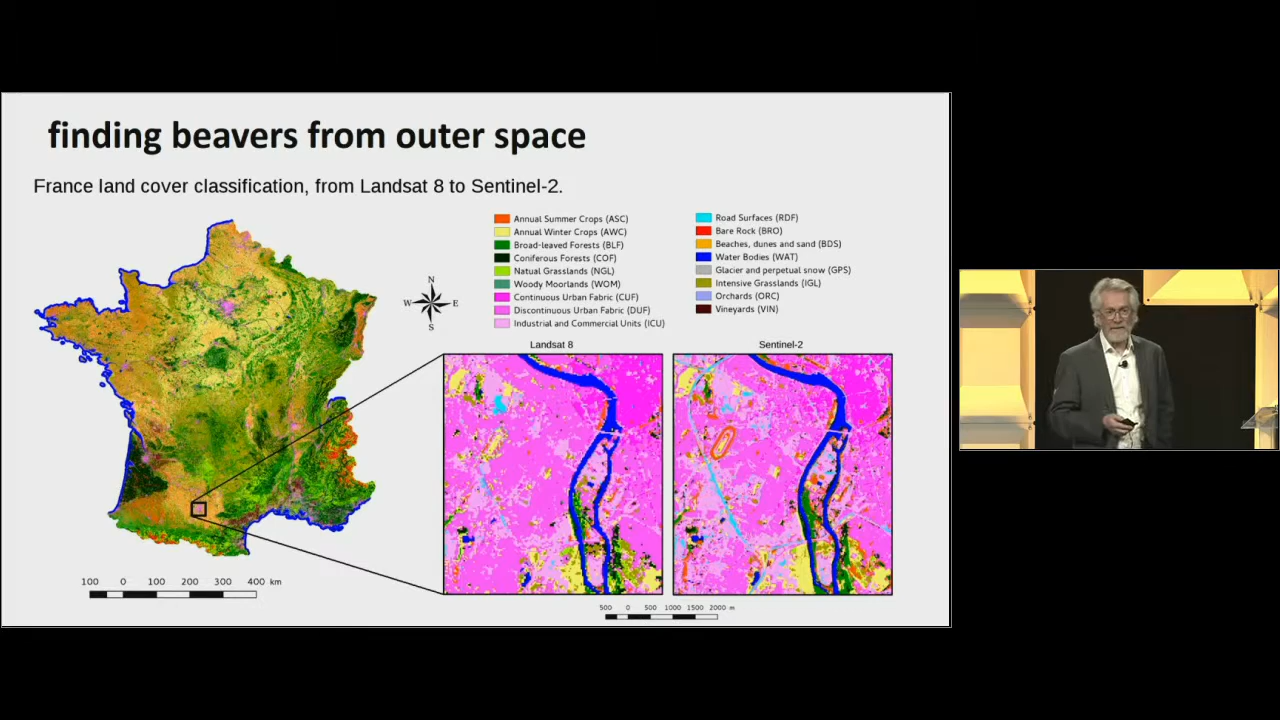 finding beavers from outer space
France land cover classification, from Landsat 8 to Sentinel-2.
Annual Summer Crops (ASC)
Annual Winter Crops (AWC)
Broad-leaved Forests (BLF)
Coniferous Forests (COF)
Natual Grasslands (NGL)
Woody Moorlands (WOM)
Continuous Urban Fabric (CUF)
Discontinuous Urban Fabric (DUF)
Industrial and Commercial Units (ICU)
Road Surfaces (RDF)
Bare Rock (BRO)
Beaches, dunes and sand (BDS)
Water Bodies (WAT)
Glacier and perpetual snow (GPS)
Intensive Grasslands (IGL)
Orchards (ORC)
Vineyards (VIN)
N
W E
S
Landsat 8
Sentinel-2
100 0 100 200 300 400 km
500 0 500 1000 1500 2000 m